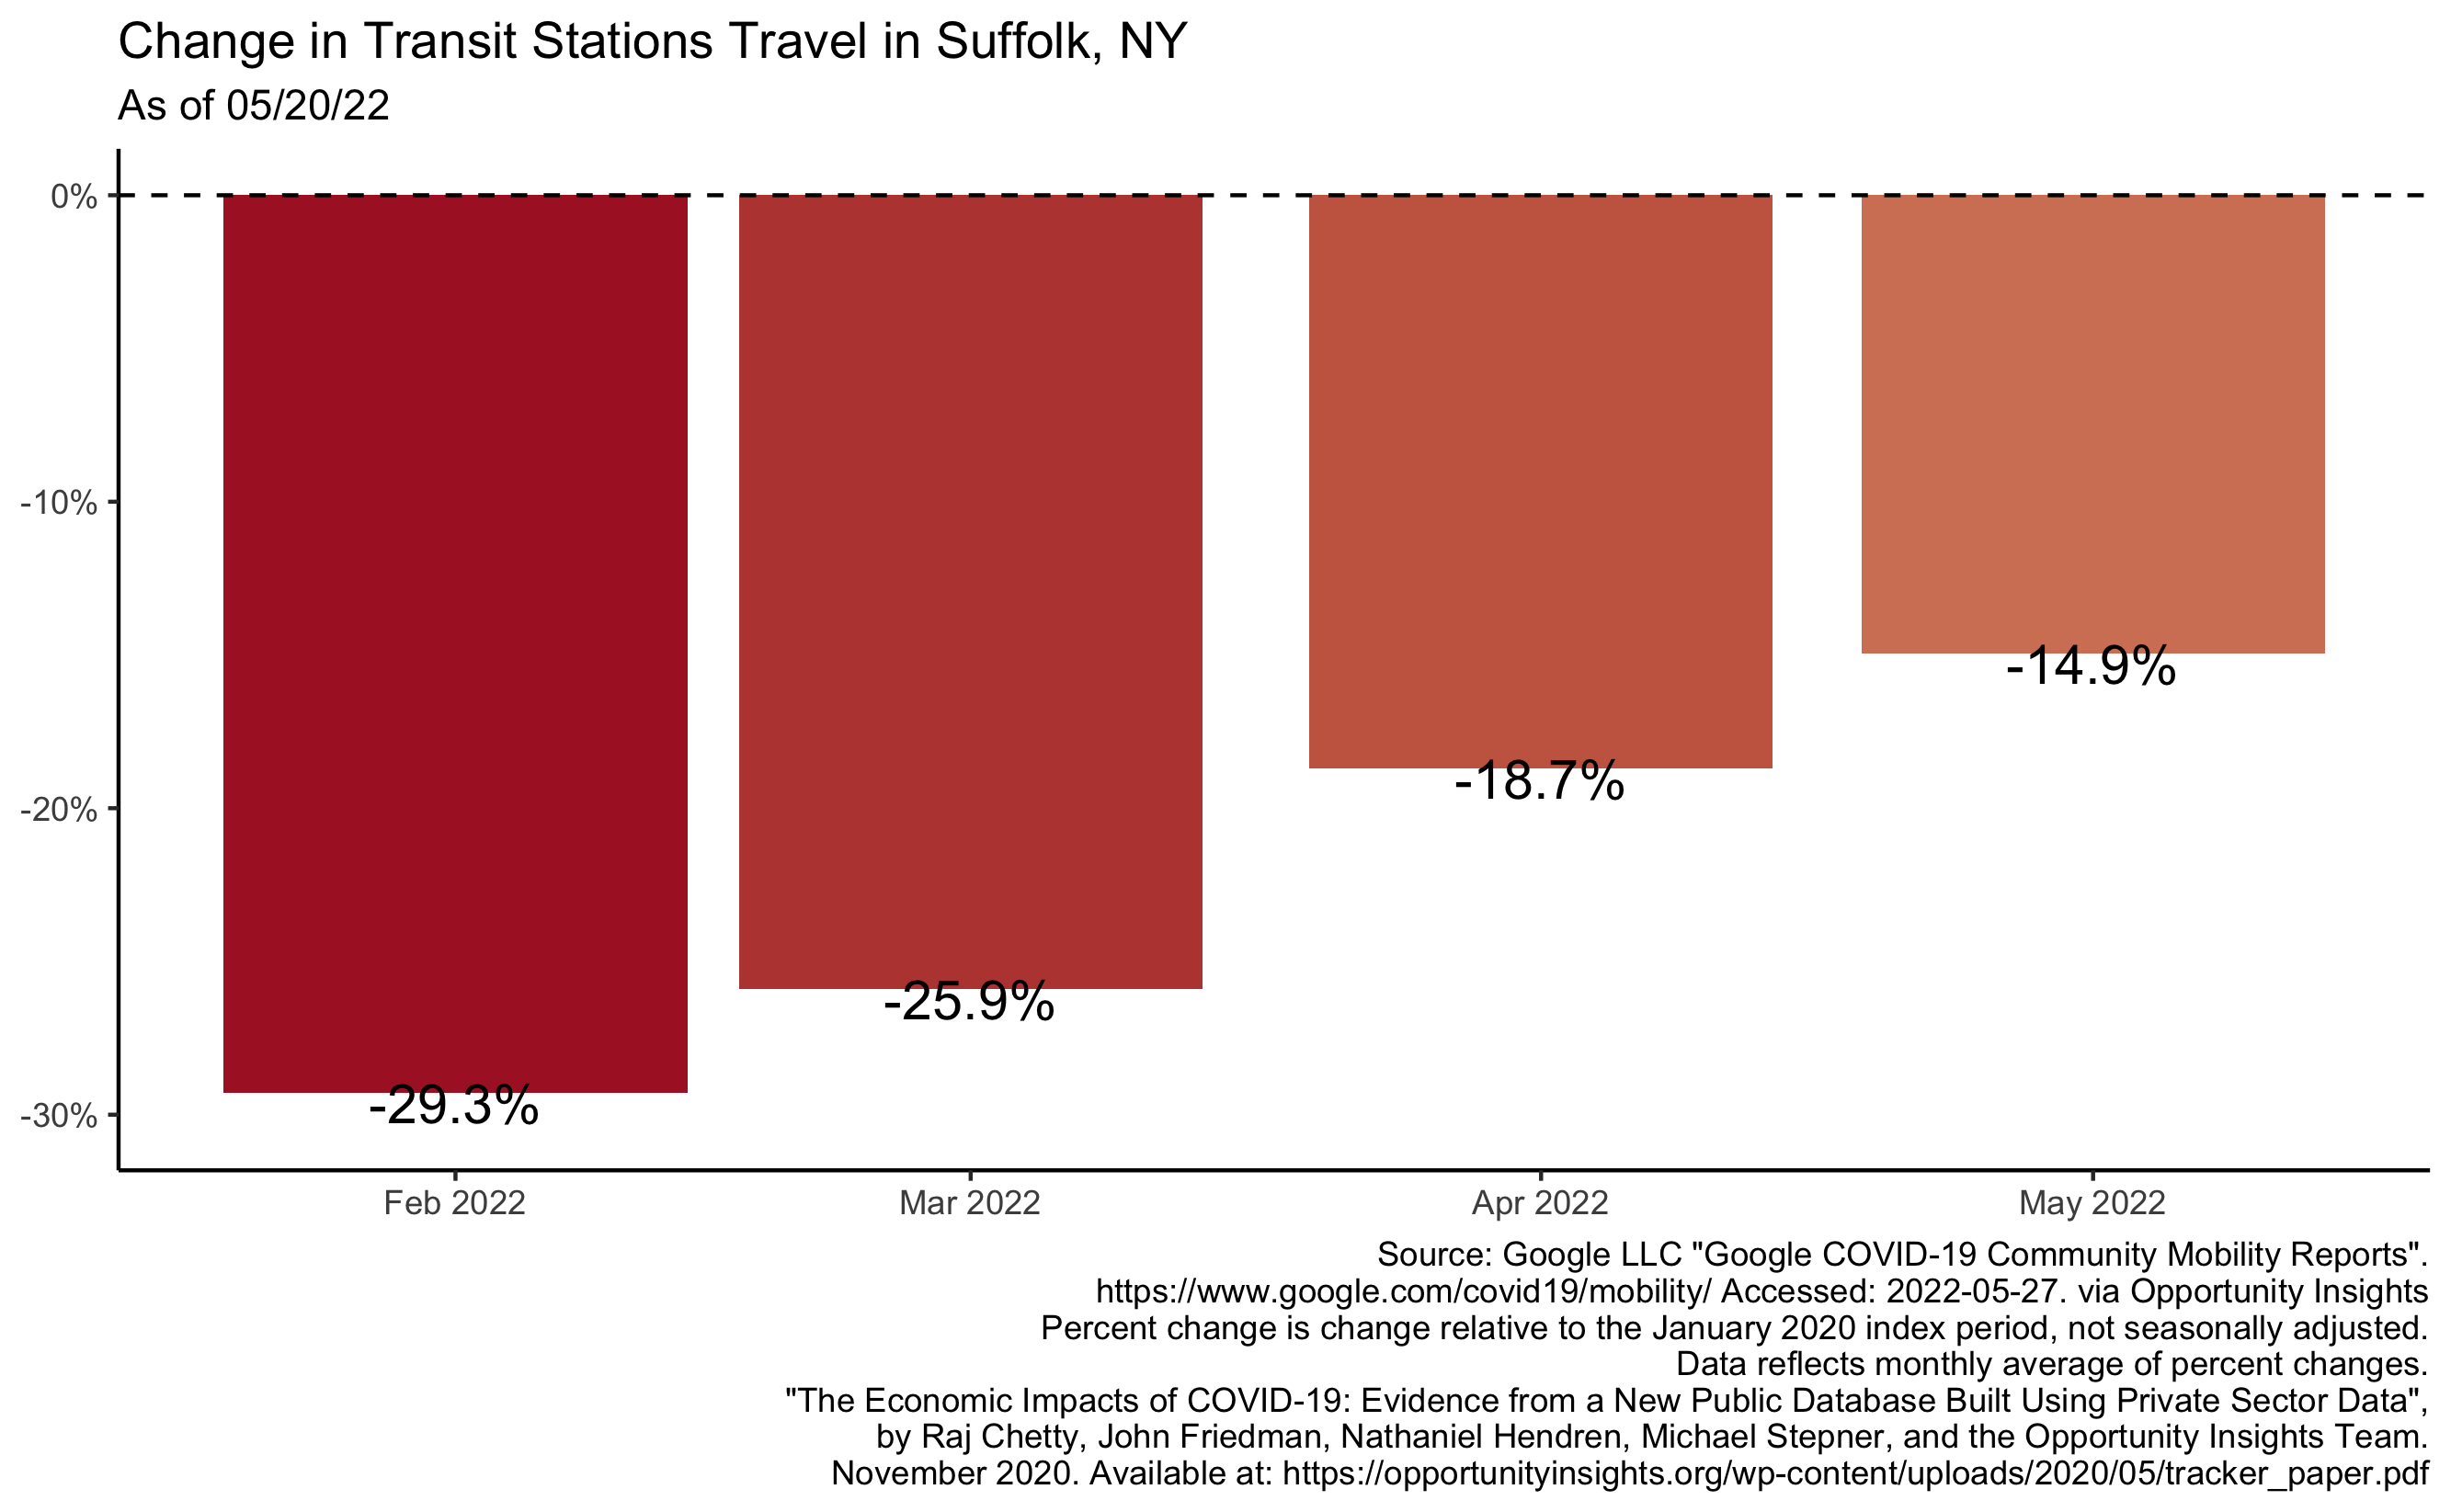 Change in Transit Stations Travel in Suffolk, NY
As of 05/20/22
0%
-10%
-20%
-30%
-29.3%
-25.9%
-18.7%
-14.9%
Feb 2022
Mar 2022
Apr 2022
May 2022
Source: Google LLC "Google COVID-19 Community Mobility Reports".
https://www.google.com/covid19/mobility/ Accessed: 2022-05-27. via Opportunity Insights
Percent change is change relative to the January 2020 index period, not seasonally adjusted.
Data reflects monthly average of percent changes.
"The Economic Impacts of COVID-19: Evidence from a New Public Database Built Using Private Sector Data",
by Raj Chetty, John Friedman, Nathaniel Hendren, Michael Stepner, and the Opportunity Insights Team.
November 2020. Available at: https://opportunityinsights.org/wp-content/uploads/2020/05/tracker_paper.pdf